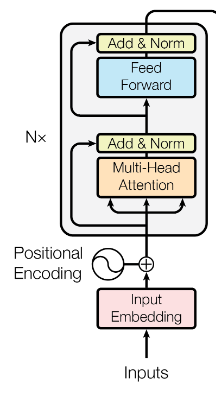 Add & Norm
Feed
Forward
N×
Add & Norm
Multi-Head
Attention
Positional
Encoding
Input
Embedding
Inputs